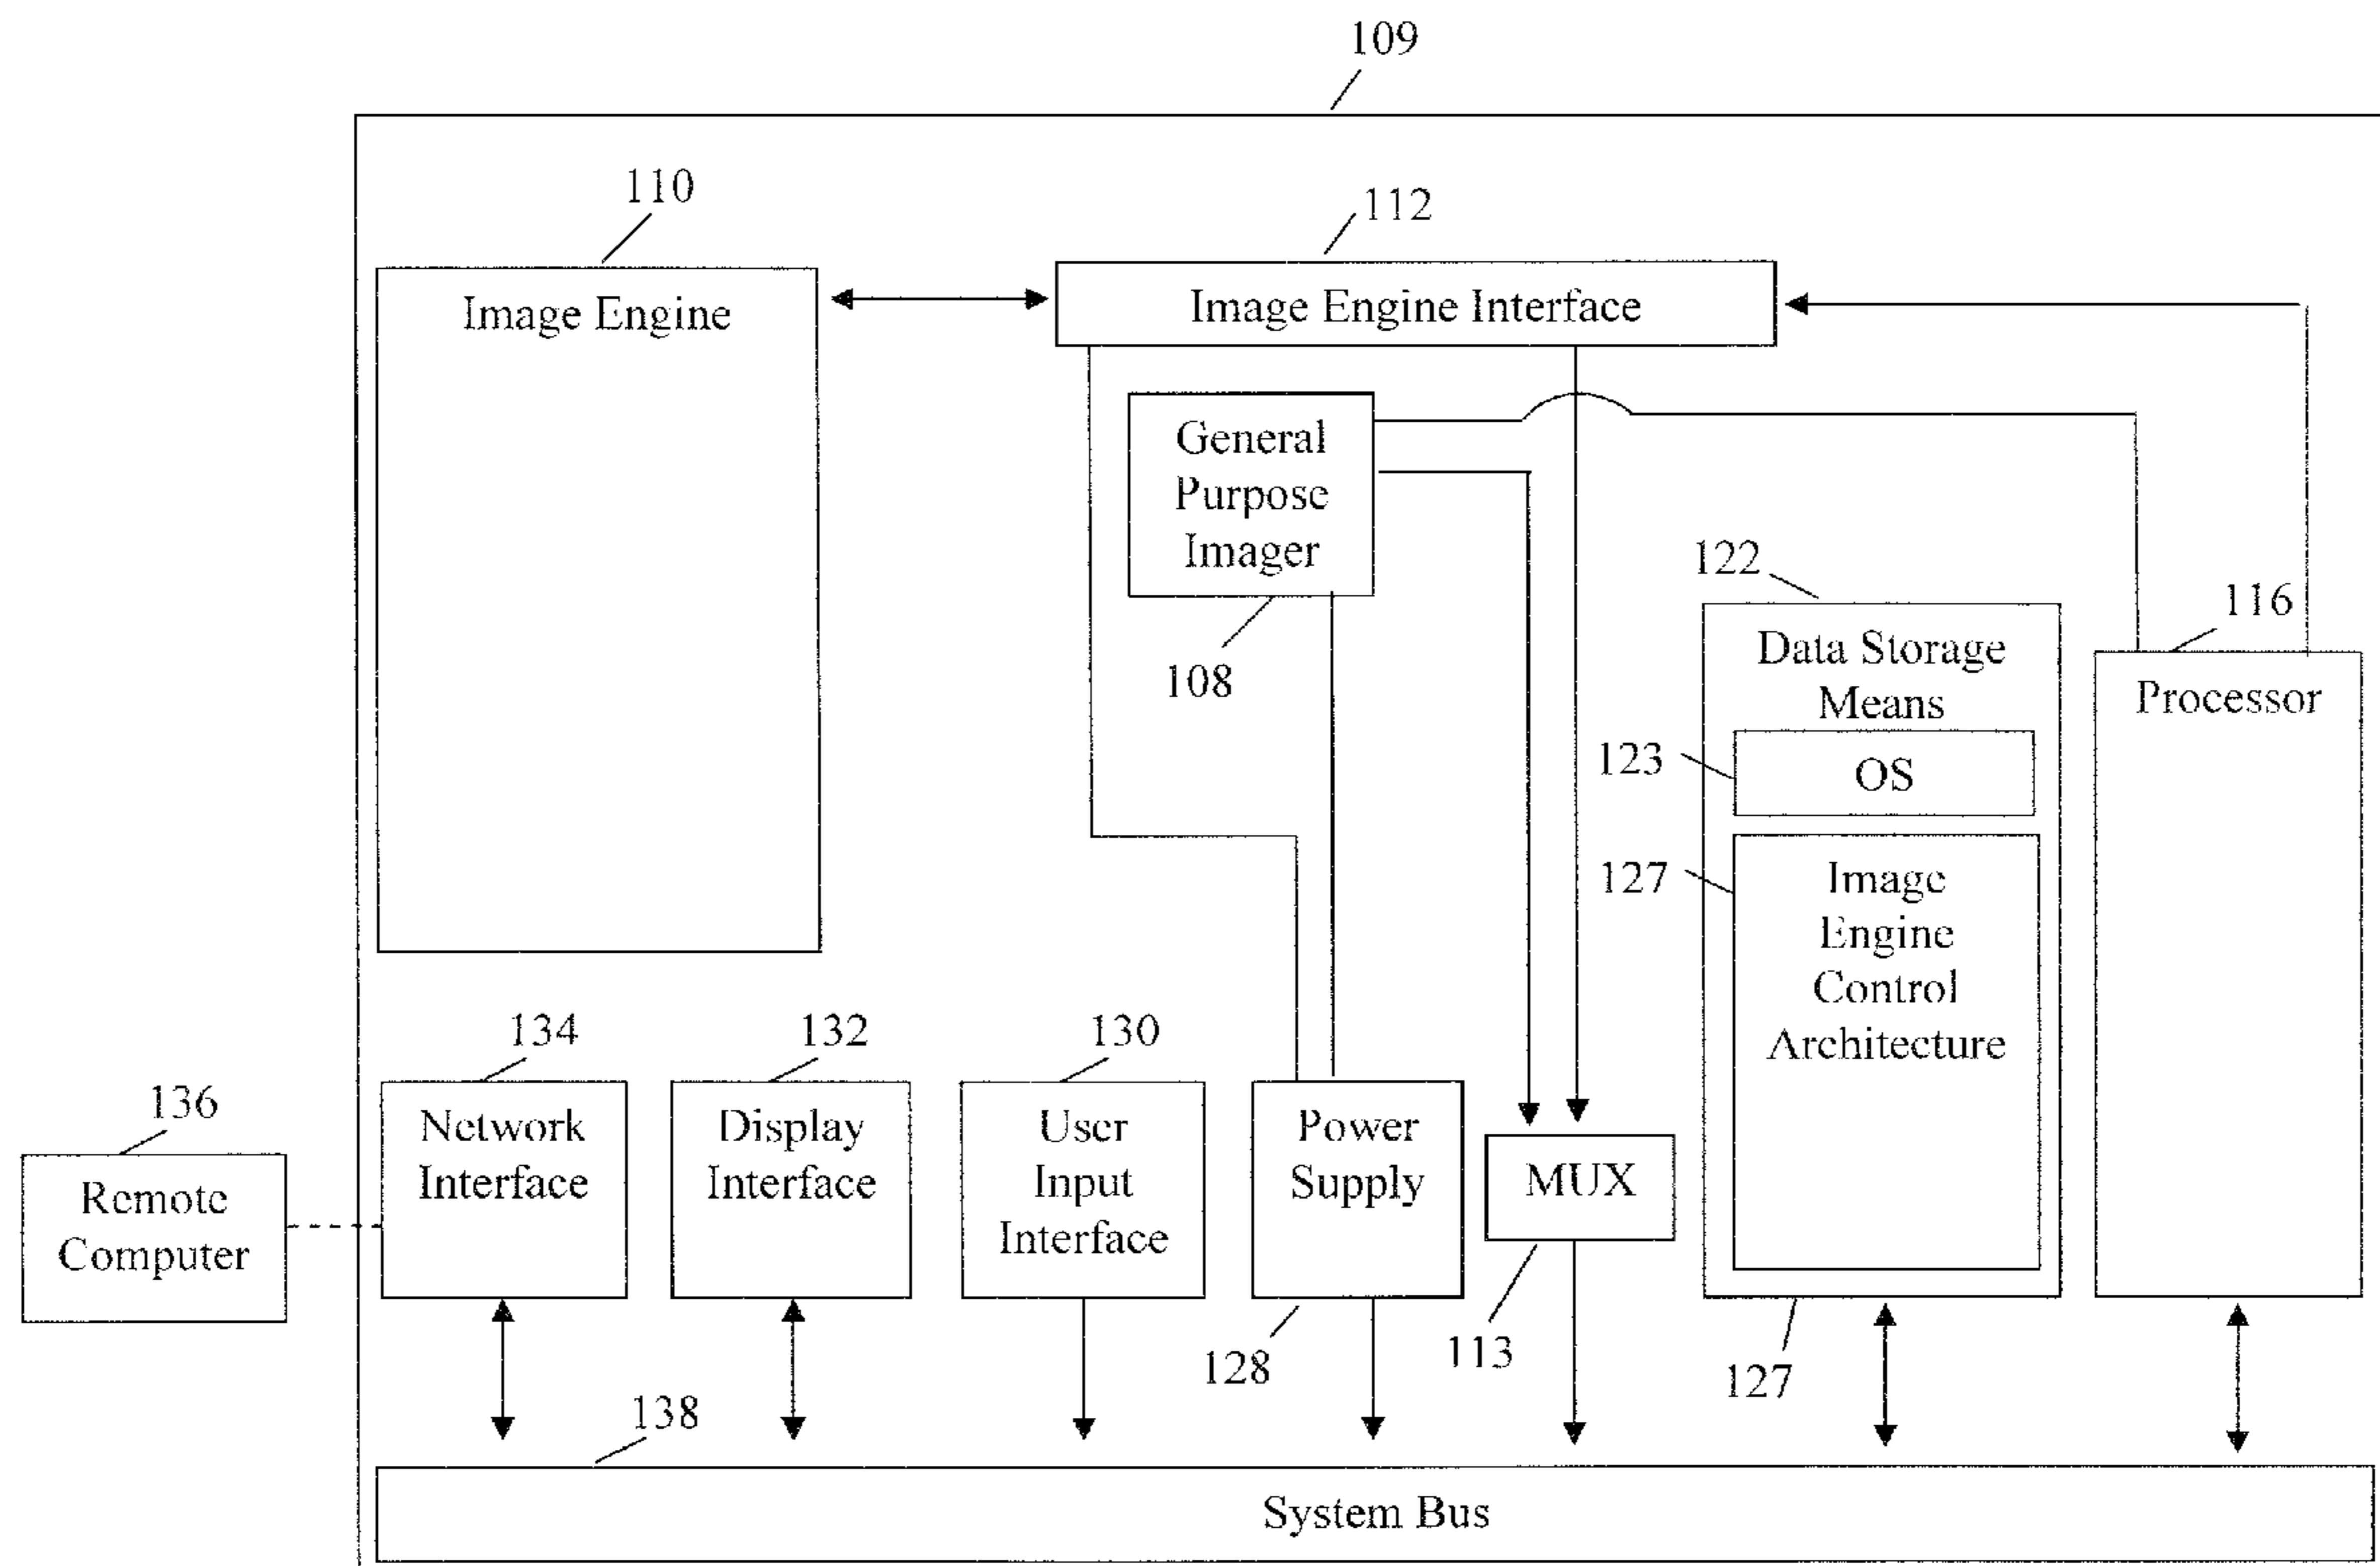 109
110
112
Image Engine
Image Engine Interface
General
Purpose
Imager
108
122
116
Data Storage
Means
Processor
123
OS
127
Image
Engine
Control
Architecture
134
132
130
136
Network
Interface
Display
Interface
User
Input
Interface
Power
Supply
MUX
Remote
Computer
128
113
127
138
System Bus